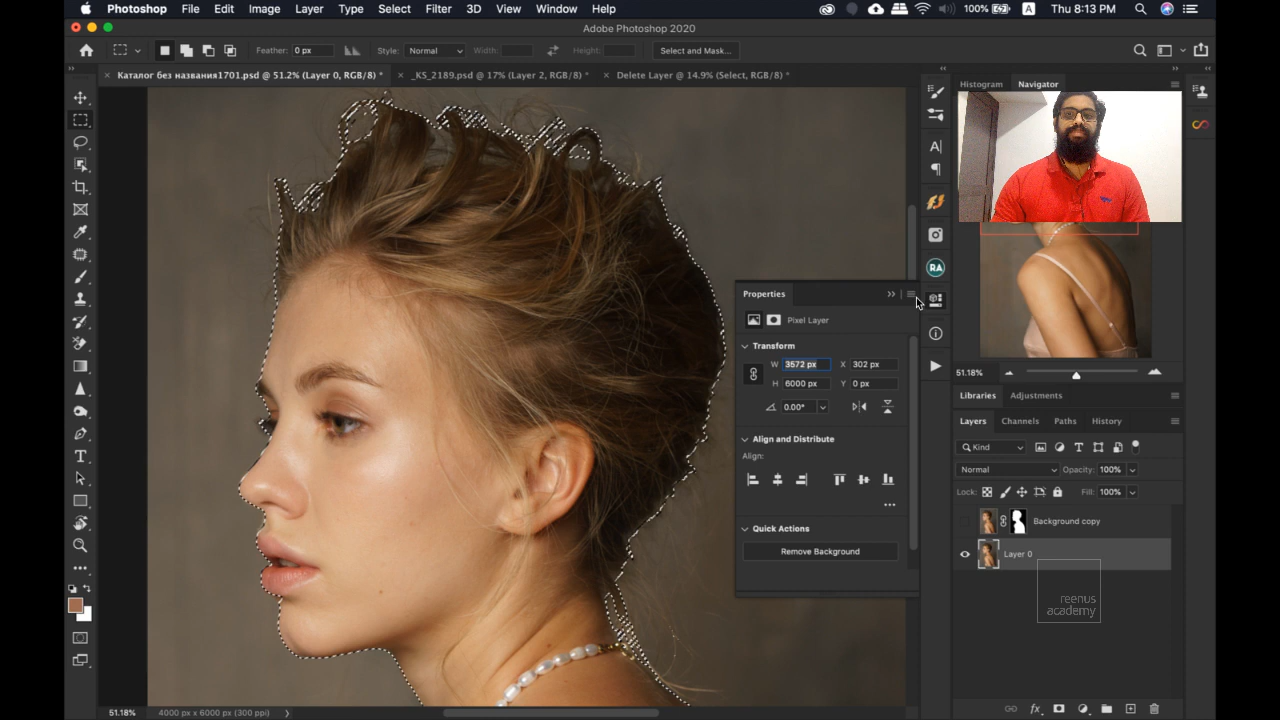 Photoshop File Edit Image Layer Type Select Filter 3D View Window Help 100% A Thu 8:13 PM
Adobe Photoshop 2020
Feather: 0 px Style: Normal Width: Height: Select and Mask...
× Каталог без названия1701.psd @ 51.2% (Layer 0, RGB/8) * × _KS_2189.psd @ 17% (Layer 2, RGB/8) * × Delete Layer @ 14.9% (Select, RGB/8) *
Histogram Navigator
RA
Properties
Pixel Layer
Transform
W 3572 px X 302 px
H 6000 px Y 0 px
0.00°
Align and Distribute
Align:
Quick Actions
Remove Background
51.18%
Libraries Adjustments
Layers Channels Paths History
Kind
Normal Opacity: 100%
Lock: Fill: 100%
Background copy
Layer 0
reenus
academy
51.18% 4000 px x 6000 px (300 ppi)